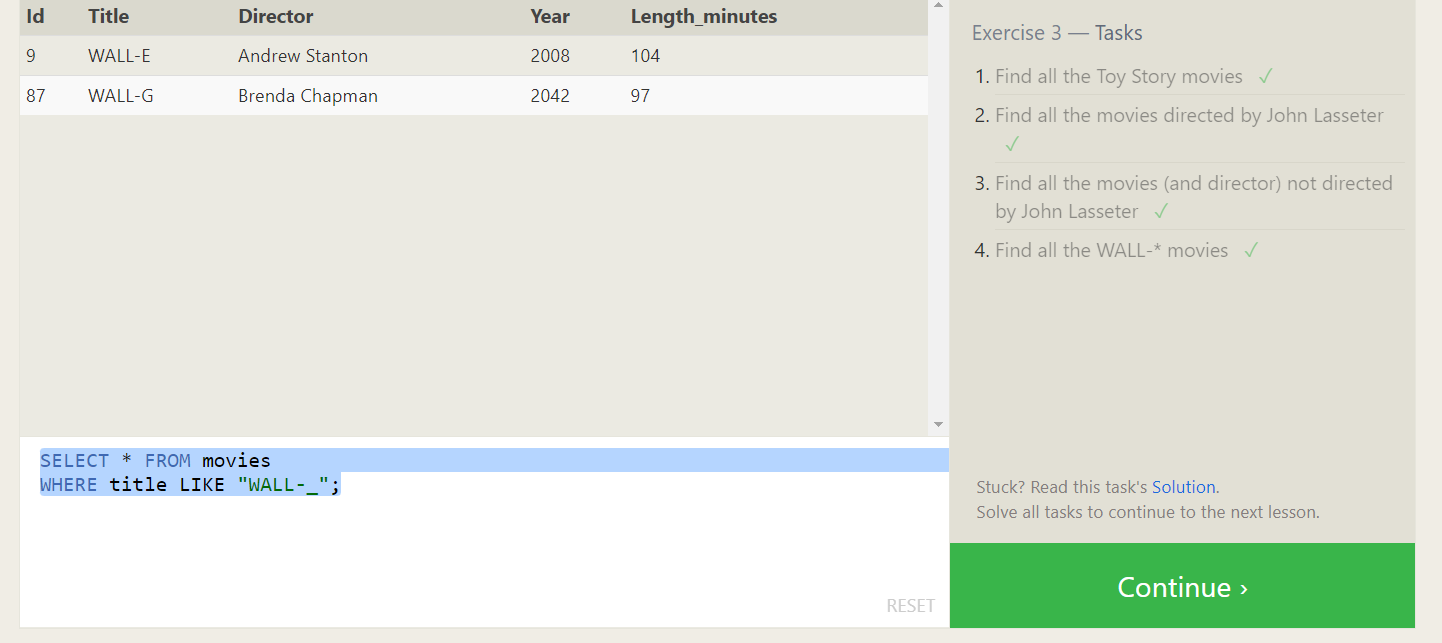 Id Title Director Year Length_minutes
9 WALL-E Andrew Stanton 2008 104
87 WALL-G Brenda Chapman 2042 97
SELECT * FROM movies
WHERE title LIKE "WALL-_";
RESET
Exercise 3 — Tasks
1. Find all the Toy Story movies ✓
2. Find all the movies directed by John Lasseter
✓
3. Find all the movies (and director) not directed
by John Lasseter ✓
4. Find all the WALL-* movies ✓
Stuck? Read this task's Solution.
Solve all tasks to continue to the next lesson.
Continue ›